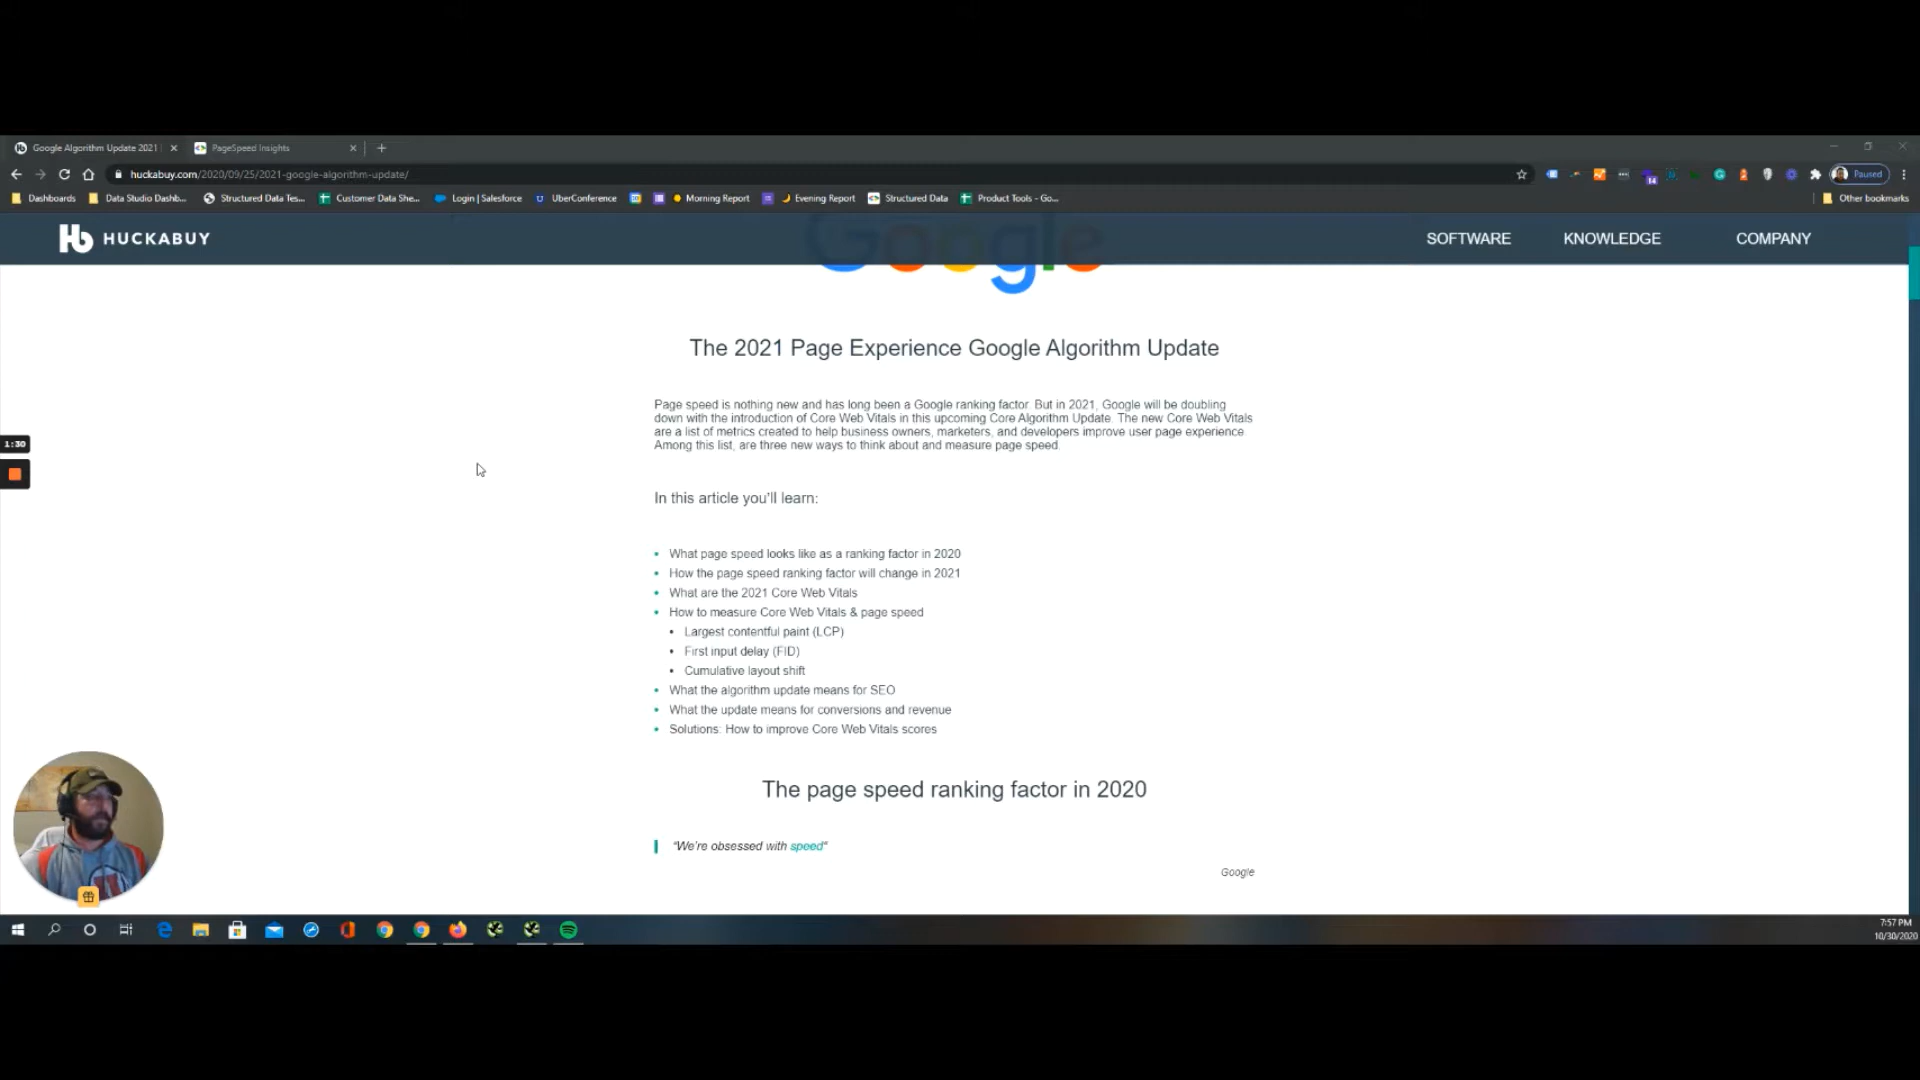 Google Algorithm Update 2021
PageSpeed Insights
huckabuy.com/2020/09/25/2021-google-algorithm-update/
14
Paused
Dashboards
Data Studio Dashb...
Structured Data Tes...
Customer Data She...
Login | Salesforce
UberConference
Morning Report
Evening Report
Structured Data
Product Tools - Go...
Other bookmarks
Hb HUCKABUY
SOFTWARE
KNOWLEDGE
COMPANY
Google
The 2021 Page Experience Google Algorithm Update
Page speed is nothing new and has long been a Google ranking factor. But in 2021, Google will be doubling
down with the introduction of Core Web Vitals in this upcoming Core Algorithm Update. The new Core Web Vitals
are a list of metrics created to help business owners, marketers, and developers improve user page experience
Among this list, are three new ways to think about and measure page speed.
1:30
In this article you'll learn:
• What page speed looks like as a ranking factor in 2020
• How the page speed ranking factor will change in 2021
• What are the 2021 Core Web Vitals
• How to measure Core Web Vitals & page speed
• Largest contentful paint (LCP)
• First input delay (FID)
• Cumulative layout shift
• What the algorithm update means for SEO
• What the update means for conversions and revenue
• Solutions: How to improve Core Web Vitals scores
The page speed ranking factor in 2020
"We're obsessed with speed"
Google
7:57 PM
10/30/2020